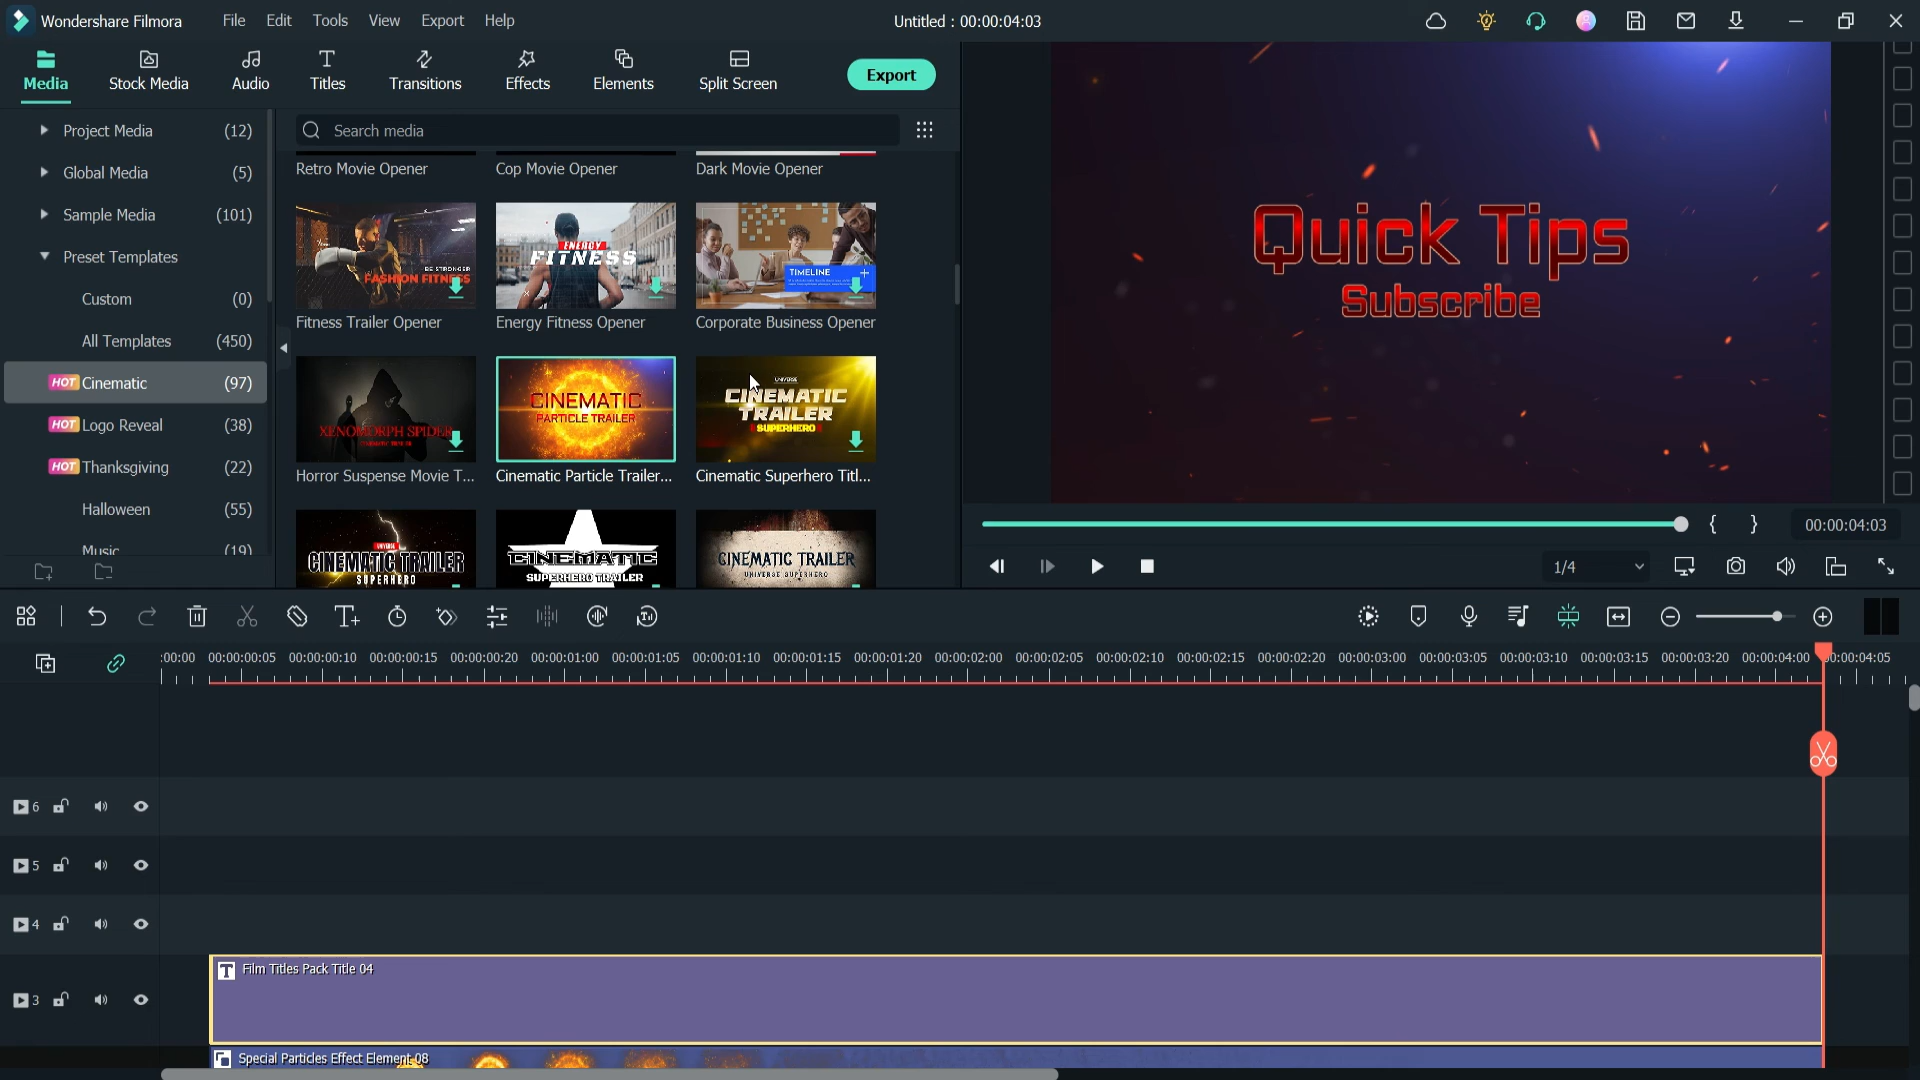 Wondershare Filmora File Edit Tools View Export Help Untitled : 00:00:04:03
Media Stock Media Audio Titles Transitions Effects Elements Split Screen Export
Project Media (12)
Global Media (5)
Sample Media (101)
Preset Templates
Custom (0)
All Templates (450)
HOT Cinematic (97)
HOT Logo Reveal (38)
HOT Thanksgiving (22)
Halloween (55)
Music (19)
Search media
Retro Movie Opener Cop Movie Opener Dark Movie Opener
BE STRONGER
FASHION FITNESS
ENERGY
FITNESS
TIMELINE
Fitness Trailer Opener Energy Fitness Opener Corporate Business Opener
XENOMORPH SPIDER
CINEMATIC
PARTICLE TRAILER
UNIVERSE
CINEMATIC
TRAILER
SUPERHERO
Horror Suspense Movie T... Cinematic Particle Trailer... Cinematic Superhero Titl...
UNIVERSE
CINEMATIC TRAILER
SUPERHERO
CINEMATIC
SUPERHERO TRAILER
CINEMATIC TRAILER
UNIVERSE SUPERHERO
Quick Tips
Subscribe
{ } 00:00:04:03
1/4
:00:00 00:00:00:05 00:00:00:10 00:00:00:15 00:00:00:20 00:00:01:00 00:00:01:05 00:00:01:10 00:00:01:15 00:00:01:20 00:00:02:00 00:00:02:05 00:00:02:10 00:00:02:15 00:00:02:20 00:00:03:00 00:00:03:05 00:00:03:10 00:00:03:15 00:00:03:20 00:00:04:00 00:00:04:05
6
5
4
3
Film Titles Pack Title 04
Special Particles Effect Element 08